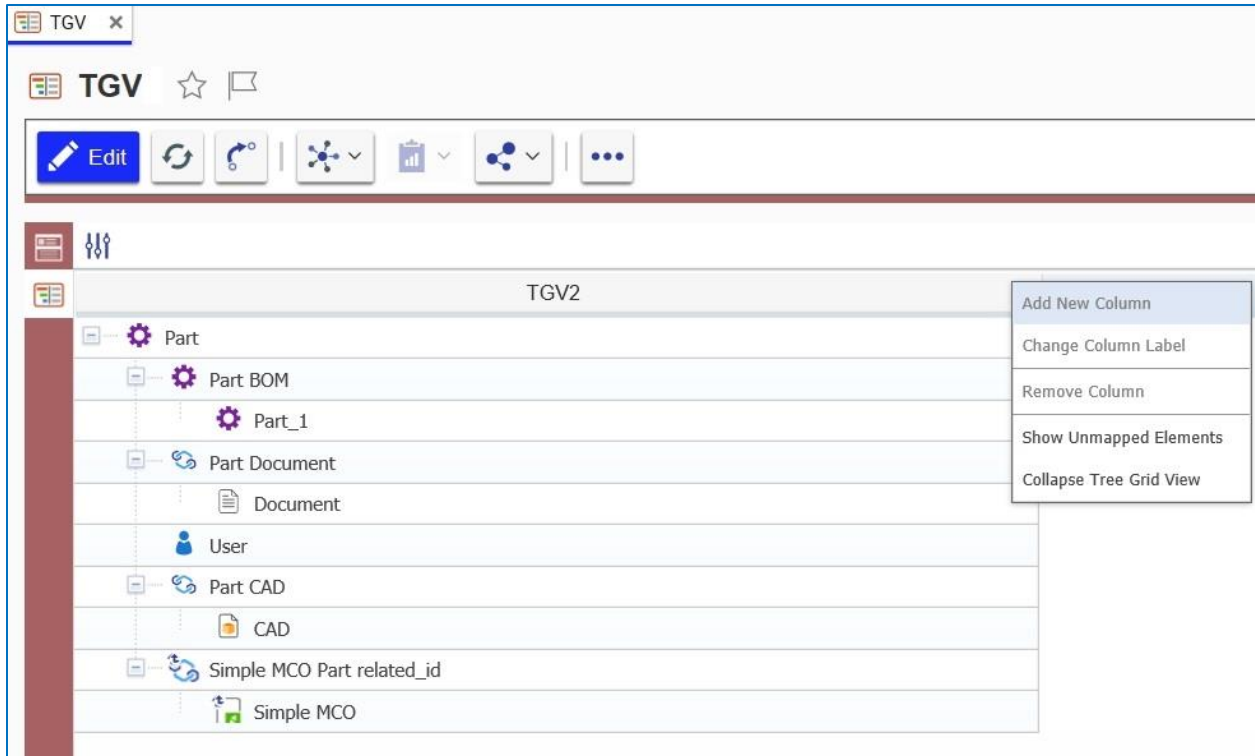 TGV ×
TGV
Edit
TGV2
Add New Column
Change Column Label
Remove Column
Show Unmapped Elements
Collapse Tree Grid View
Part
Part BOM
Part_1
Part Document
Document
User
Part CAD
CAD
Simple MCO Part related_id
Simple MCO